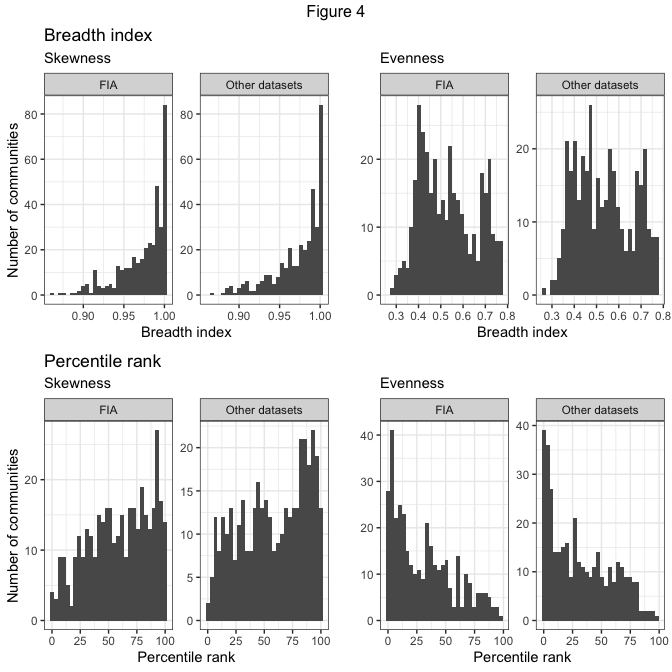 Figure 4
Breadth index
Skewness
Evenness
FIA
Other datasets
FIA
Other datasets
Number of communities
80
60
40
20
0
80
60
40
20
0
20
10
0
20
10
0
0.90 0.95 1.00
0.90 0.95 1.00
0.3 0.4 0.5 0.6 0.7 0.8
0.3 0.4 0.5 0.6 0.7 0.8
Breadth index
Breadth index
Percentile rank
Skewness
Evenness
FIA
Other datasets
FIA
Other datasets
Number of communities
20
10
0
20
15
10
5
0
40
30
20
10
0
40
30
20
10
0
0 25 50 75 100
0 25 50 75 100
0 25 50 75 100
0 25 50 75 100
Percentile rank
Percentile rank